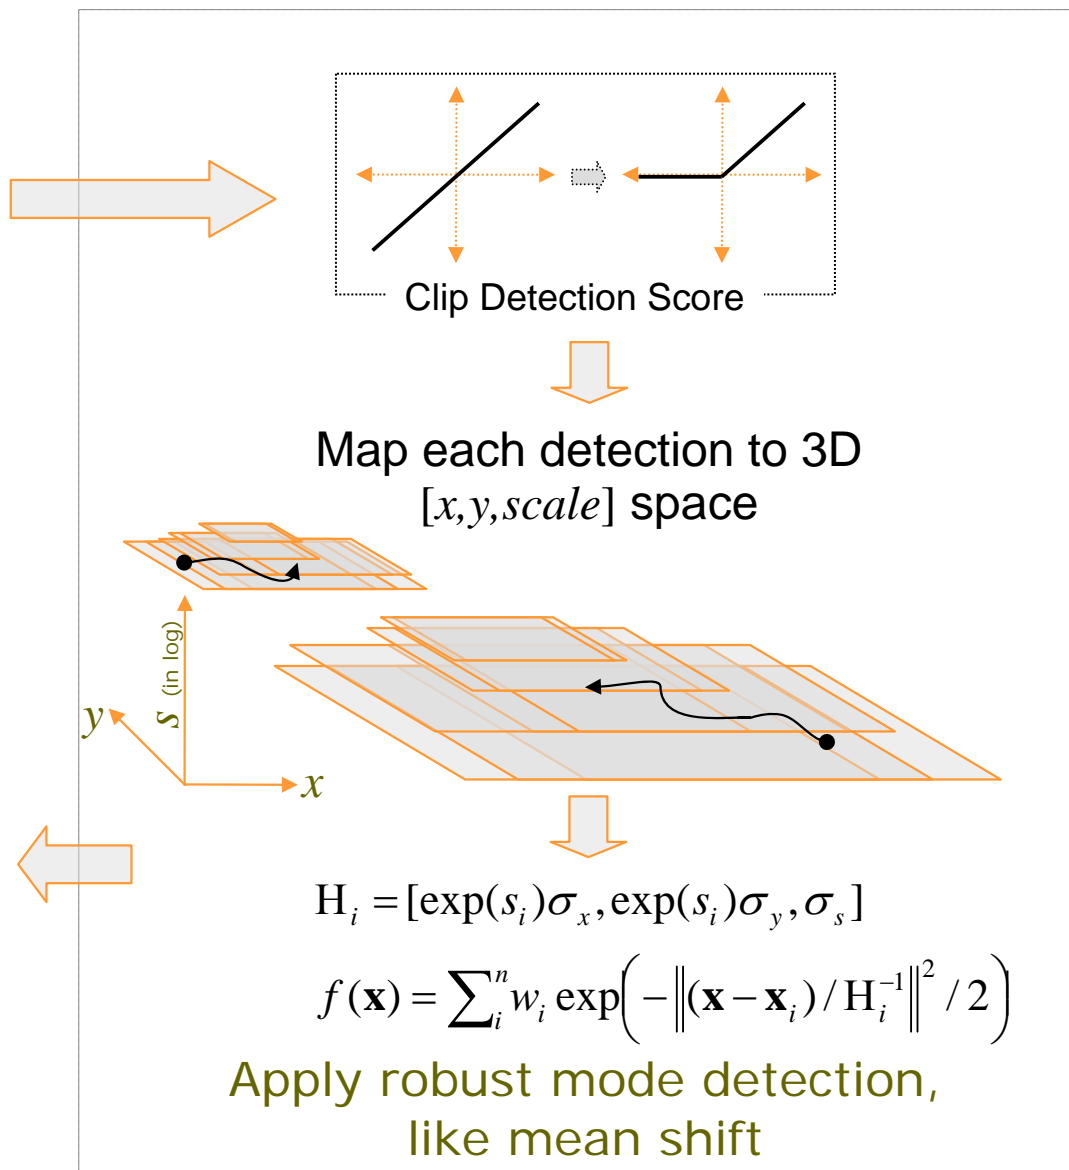 Clip Detection Score
Map each detection to 3D
[x,y,scale] space
s (in log)
y
x
H_i = [exp(s_i)σ_x, exp(s_i)σ_y, σ_s]
f(𝐱) = ∑_i^n w_i exp(−‖(𝐱 − 𝐱_i) / H_i^{-1}‖^2 / 2)
Apply robust mode detection,
like mean shift